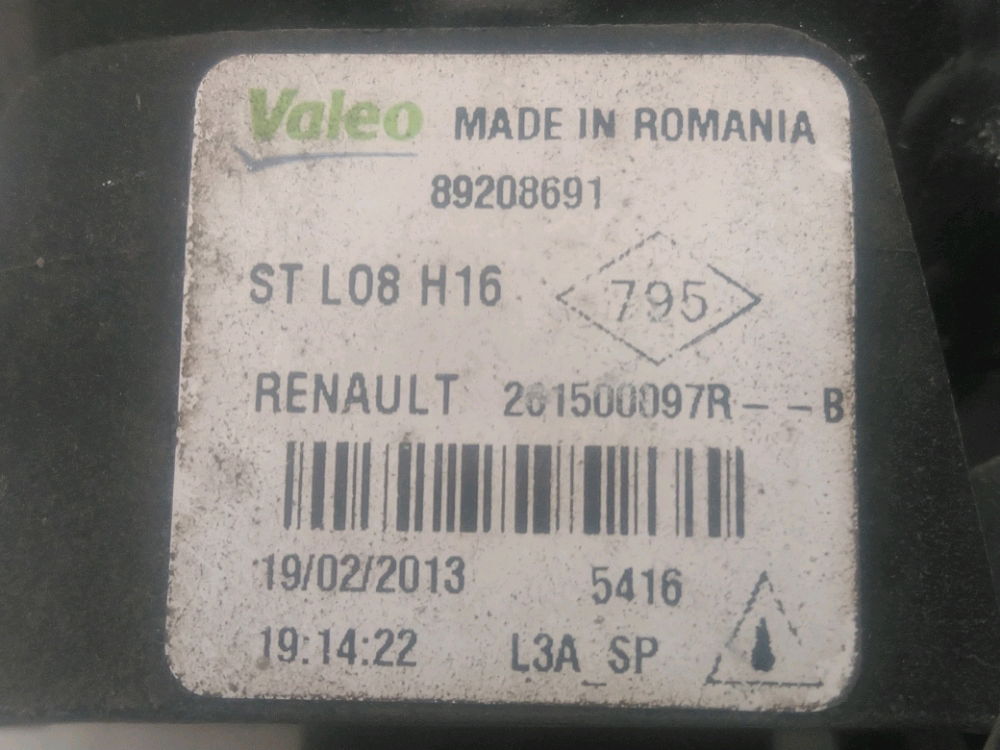 Valeo MADE IN ROMANIA
89208691
ST L08 H16 795
RENAULT 261500097R--B
19/02/2013 5416
19:14:22 L3A_SP